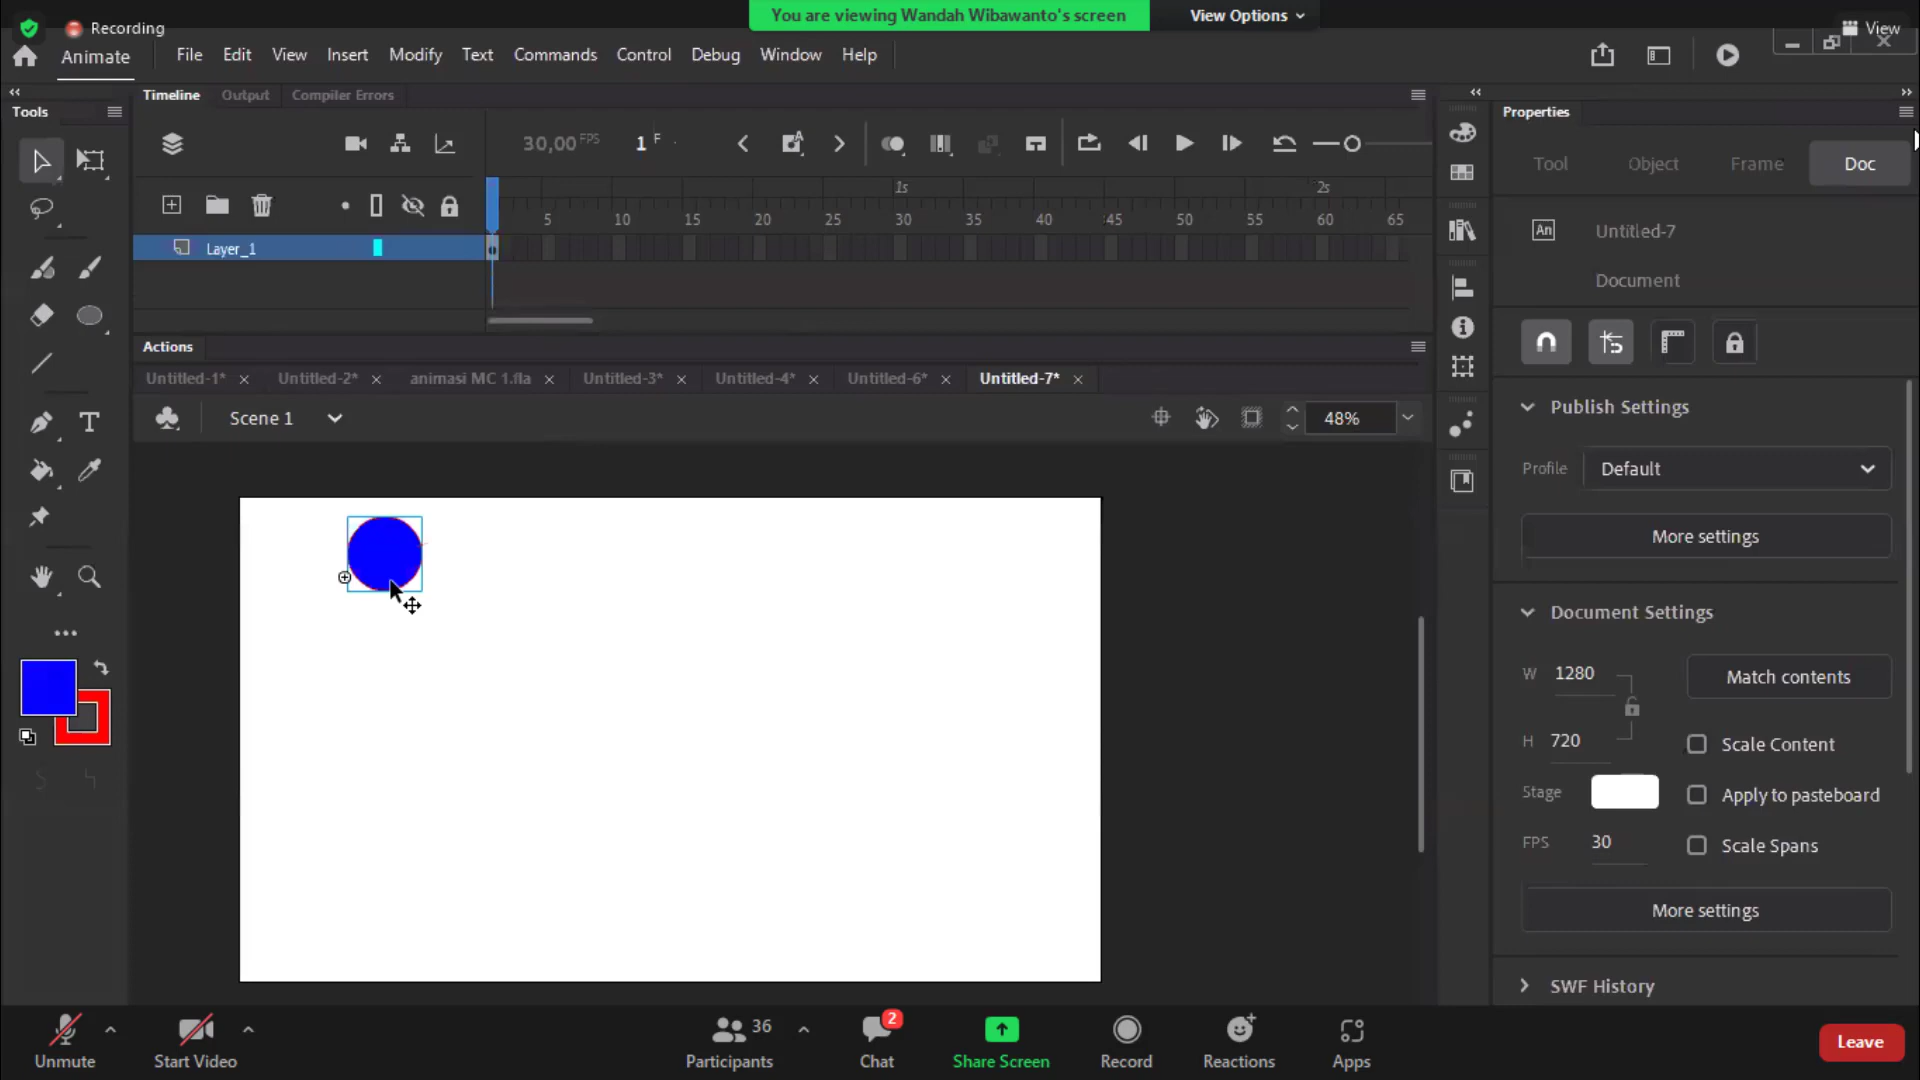 You are viewing Wandah Wibawanto's screen
View Options
Recording
View
Animate
File Edit View Insert Modify Text Commands Control Debug Window Help
Tools
Timeline Output Compiler Errors
Properties
30,00 FPS
1 F
Tool Object Frame Doc
1s 2s
5 10 15 20 25 30 35 40 45 50 55 60 65
Layer_1
An
Untitled-7
Document
Actions
Untitled-1* × Untitled-2* × animasi MC 1.fla × Untitled-3* × Untitled-4* × Untitled-6* × Untitled-7* ×
Scene 1
48%
Publish Settings
Profile Default
More settings
Document Settings
W 1280
Match contents
H 720
Scale Content
Stage
Apply to pasteboard
FPS 30
Scale Spans
More settings
SWF History
T
Unmute
Start Video
36
Participants
2
Chat
Share Screen
Record
Reactions
Apps
Leave